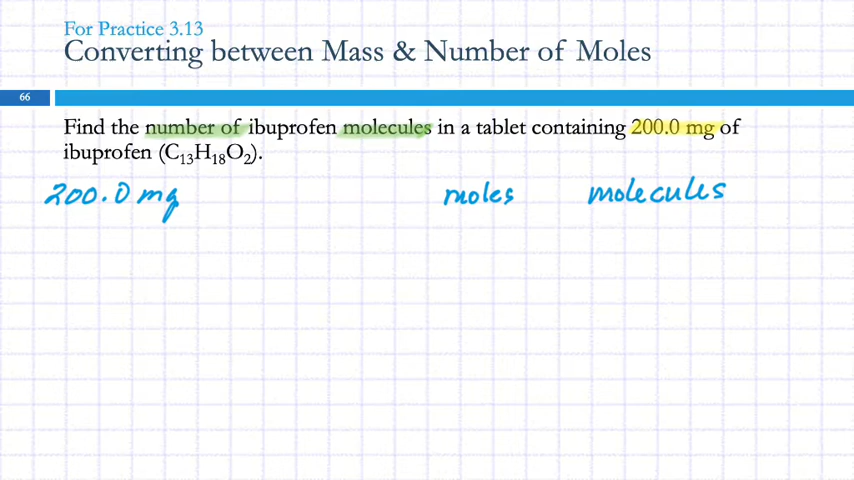 For Practice 3.13
Converting between Mass & Number of Moles
66
Find the number of ibuprofen molecules in a tablet containing 200.0 mg of
ibuprofen (C₁₃H₁₈O₂).
200.0 mg moles molecules